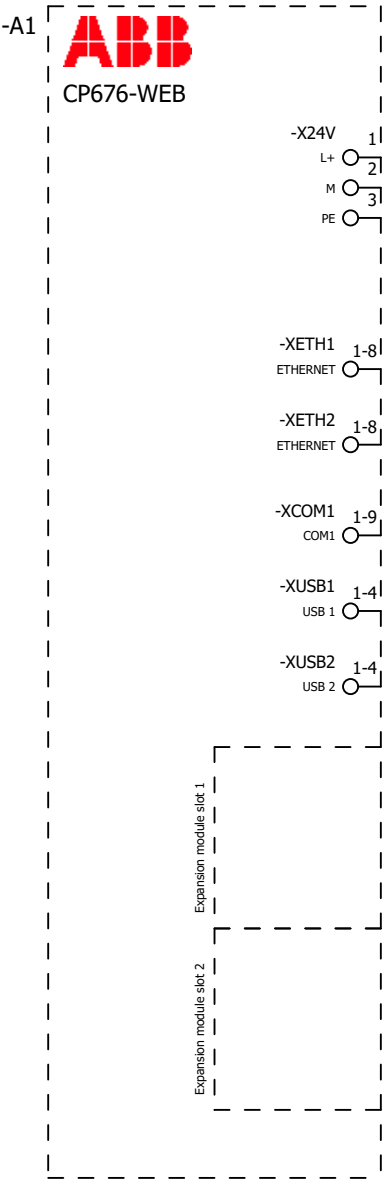 -A1
ABB
CP676-WEB
-X24V 1
L+
2
M
3
PE
-XETH1 1-8
ETHERNET
-XETH2 1-8
ETHERNET
-XCOM1 1-9
COM1
-XUSB1 1-4
USB 1
-XUSB2 1-4
USB 2
Expansion module slot 1
Expansion module slot 2